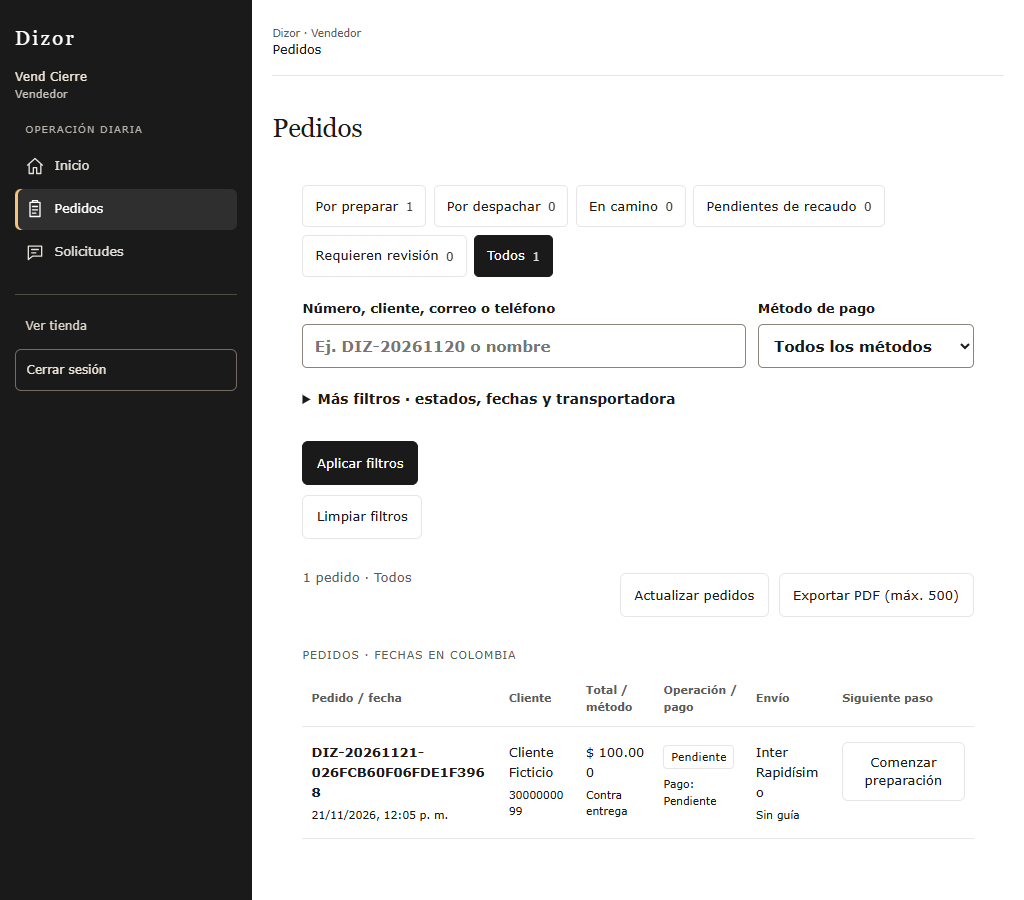 Dizor
Vend Cierre
Vendedor
OPERACIÓN DIARIA
Inicio
Pedidos
Solicitudes
Ver tienda
Cerrar sesión
Dizor · Vendedor
Pedidos
Pedidos
Por preparar 1
Por despachar 0
En camino 0
Pendientes de recaudo 0
Requieren revisión 0
Todos 1
Número, cliente, correo o teléfono
Método de pago
Ej. DIZ-20261120 o nombre
Todos los métodos
Más filtros · estados, fechas y transportadora
Aplicar filtros
Limpiar filtros
1 pedido · Todos
Actualizar pedidos
Exportar PDF (máx. 500)
PEDIDOS · FECHAS EN COLOMBIA
Pedido / fecha
Cliente
Total /
método
Operación /
pago
Envío
Siguiente paso
DIZ-20261121-
026FCB60F06FDE1F396
8
21/11/2026, 12:05 p. m.
Cliente
Ficticio
30000000
99
$ 100.00
0
Contra
entrega
Pendiente
Pago:
Pendiente
Inter
Rapidísim
o
Sin guía
Comenzar
preparación